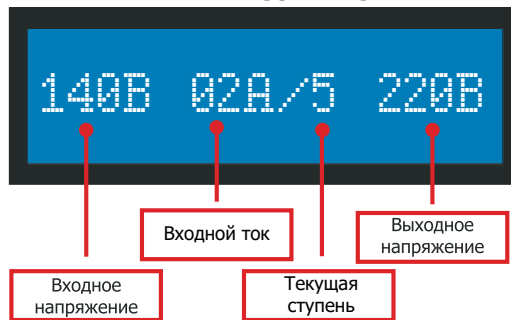 140В 02А/5 220В
Входной ток
Выходное
напряжение
Входное
напряжение
Текущая
ступень